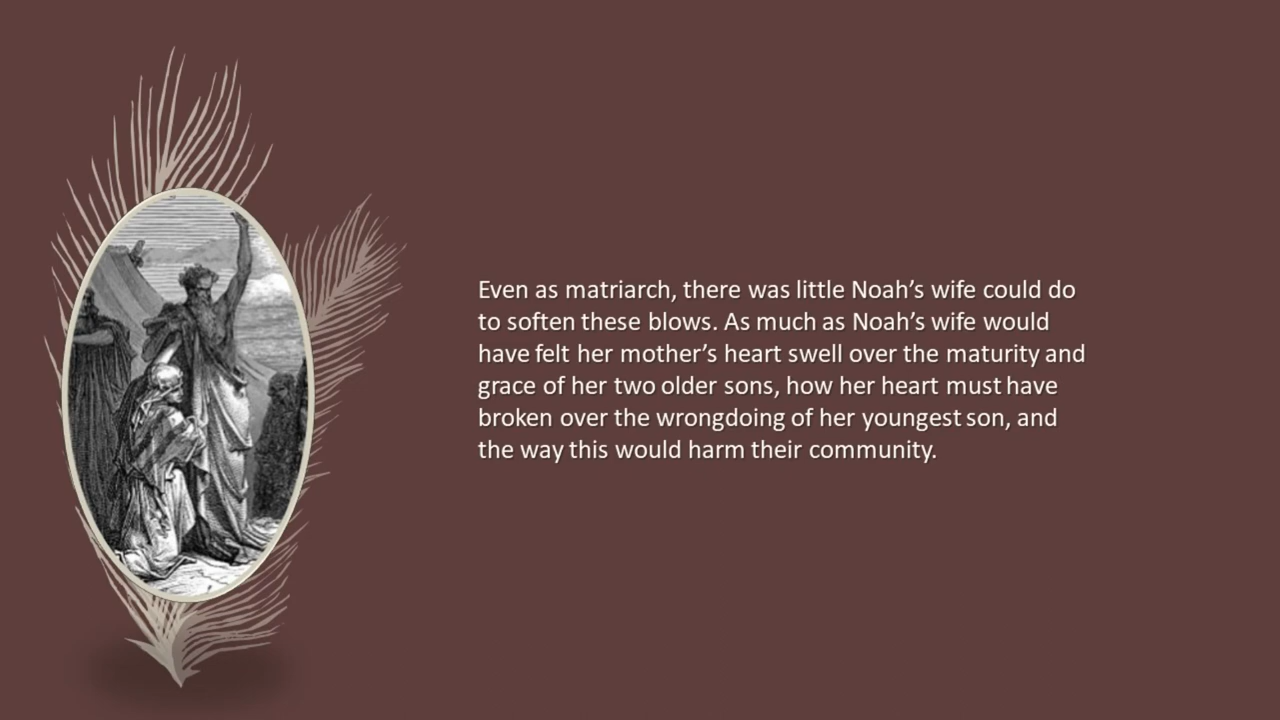 Even as matriarch, there was little Noah’s wife could do
to soften these blows. As much as Noah’s wife would
have felt her mother’s heart swell over the maturity and
grace of her two older sons, how her heart must have
broken over the wrongdoing of her youngest son, and
the way this would harm their community.